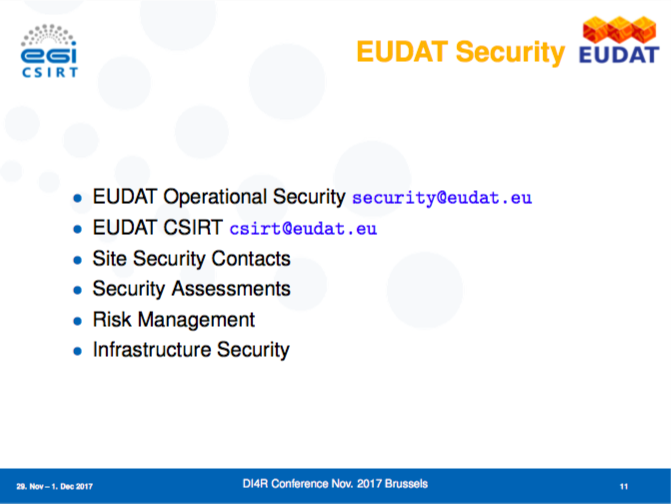 egi
CSIRT
EUDAT Security
EUDAT
• EUDAT Operational Security security@eudat.eu
• EUDAT CSIRT csirt@eudat.eu
• Site Security Contacts
• Security Assessments
• Risk Management
• Infrastructure Security
29. Nov – 1. Dec 2017
DI4R Conference Nov. 2017 Brussels
11